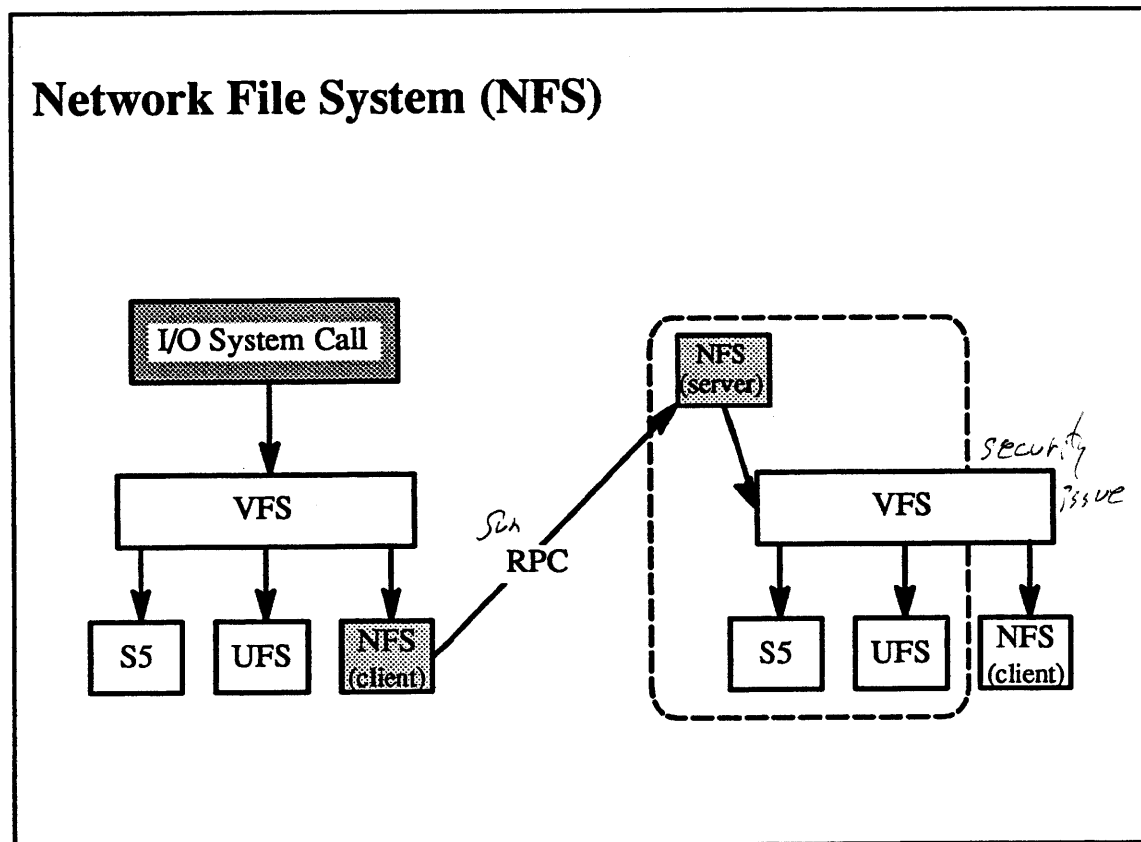 Network File System (NFS)
I/O System Call
VFS
S5
UFS
NFS
(client)
Sun
RPC
NFS
(server)
security
issue
VFS
S5
UFS
NFS
(client)